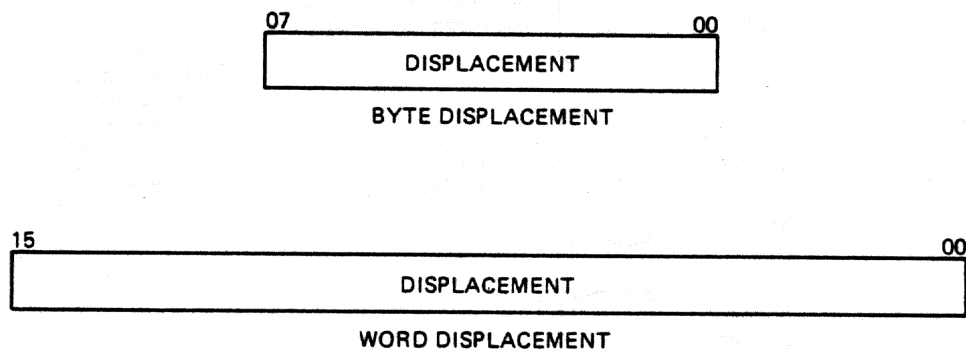 07 00
DISPLACEMENT
BYTE DISPLACEMENT
15 00
DISPLACEMENT
WORD DISPLACEMENT